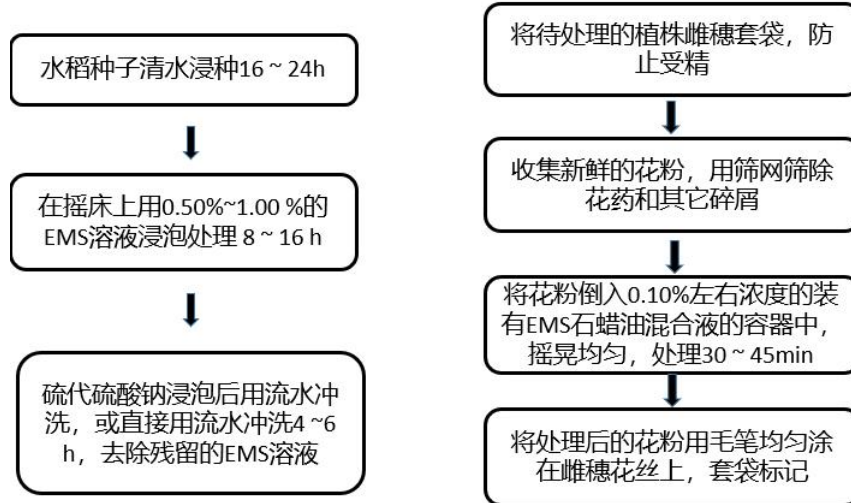 水稻种子清水浸种16 ~ 24h
在摇床上用0.50%~1.00 %的
EMS溶液浸泡处理 8 ~ 16 h
硫代硫酸钠浸泡后用流水冲
洗，或直接用流水冲洗4 ~6
h，去除残留的EMS溶液
将待处理的植株雌穗套袋，防
止受精
收集新鲜的花粉，用筛网筛除
花药和其它碎屑
将花粉倒入0.10%左右浓度的装
有EMS石蜡油混合液的容器中，
摇晃均匀，处理30 ~ 45min
将处理后的花粉用毛笔均匀涂
在雌穗花丝上，套袋标记